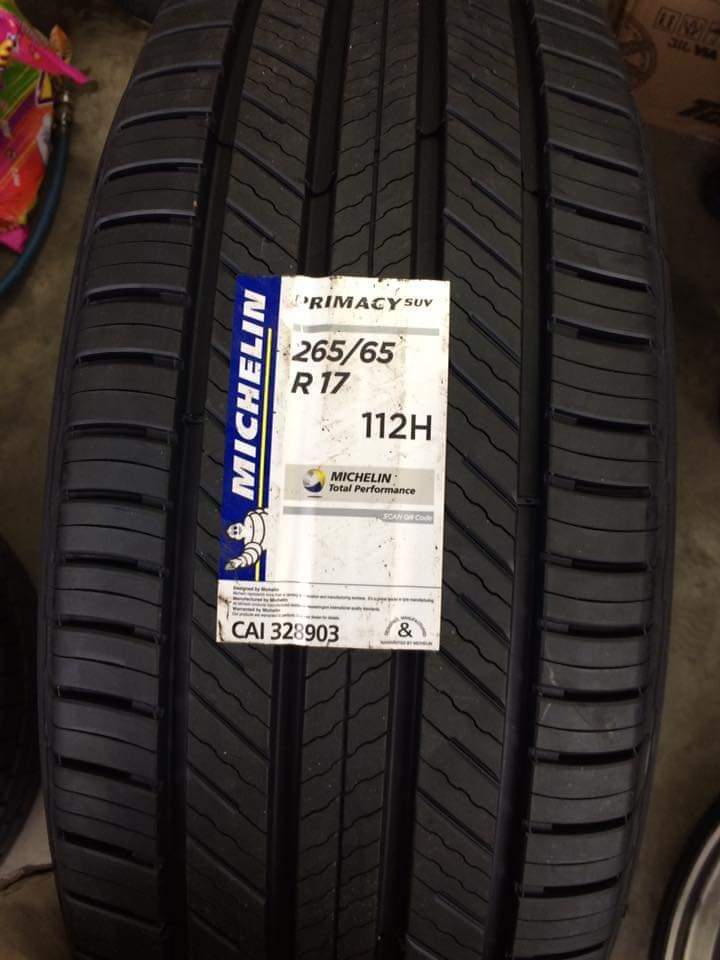 MICHELIN
PRIMACY SUV
265/65
R 17
112H
MICHELIN
Total Performance
SCAN QR Code
Designed by Michelin
Manufactured by Michelin
Warranted by Michelin
CAI 328903
&